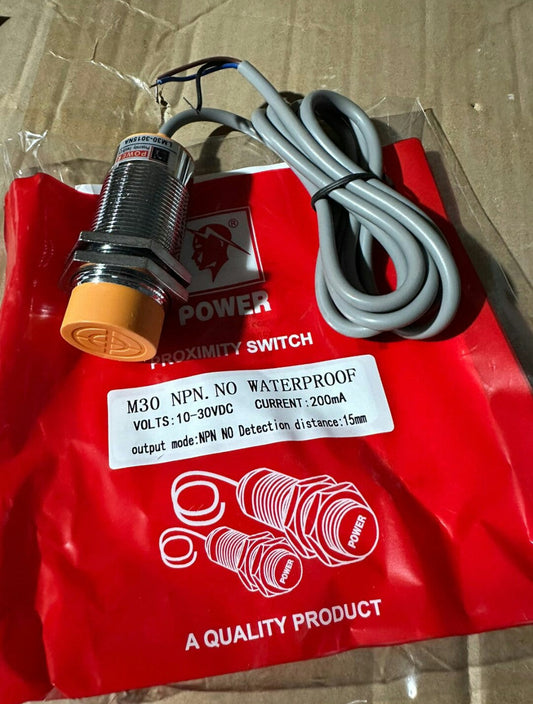 POWER
LM30-3015NA
®
POWER
PROXIMITY SWITCH
M30 NPN.NO WATERPROOF
VOLTS:10-30VDC CURRENT:200mA
output mode:NPN NO Detection distance:15mm
POWER
POWER
A QUALITY PRODUCT